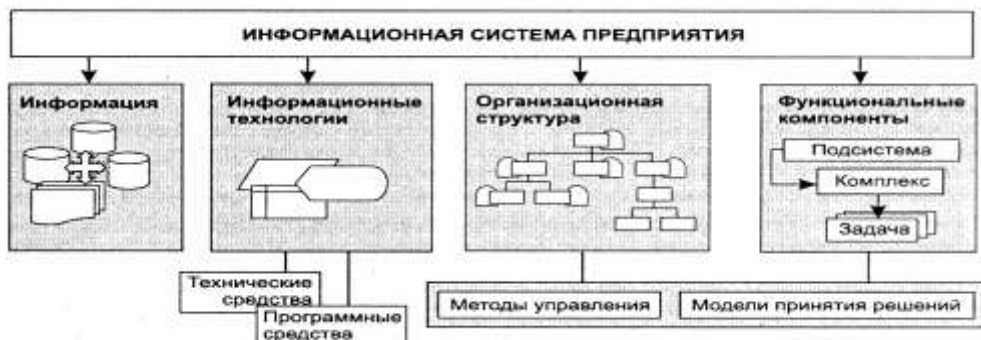 ИНФОРМАЦИОННАЯ СИСТЕМА ПРЕДПРИЯТИЯ
Информация
Информационные
технологии
Организационная
структура
Функциональные
компоненты
Подсистема
Комплекс
Задача
Технические
средства
Программные
средства
Методы управления
Модели принятия решений